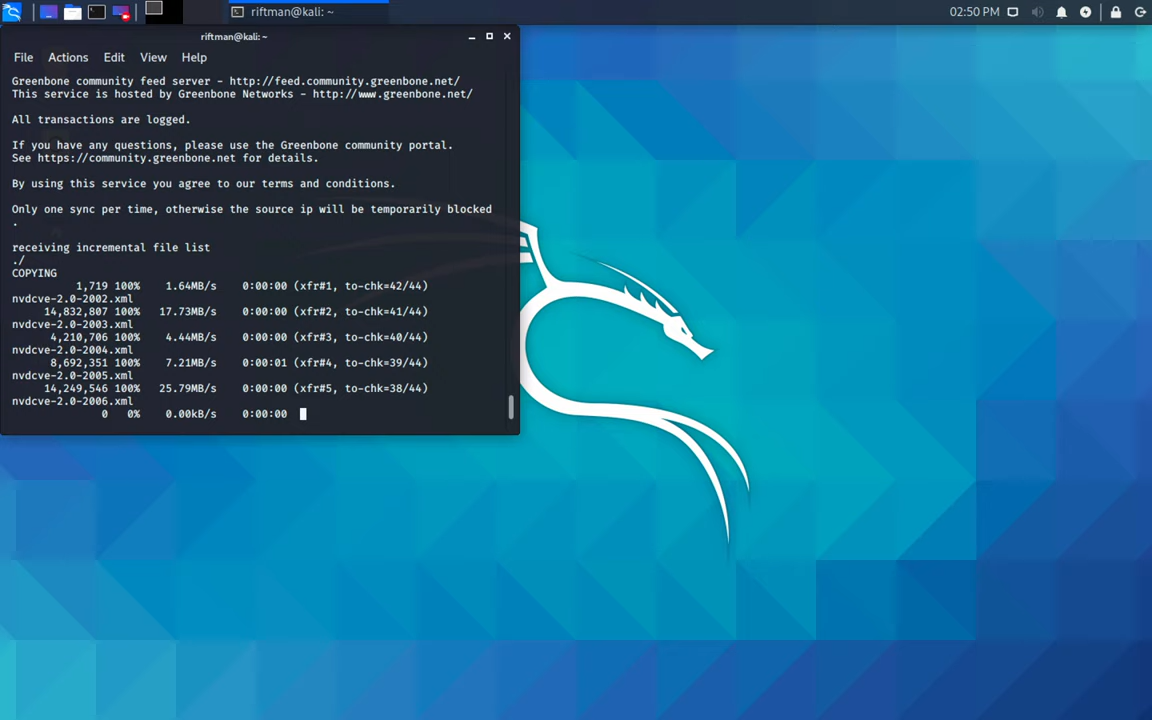 riftman@kali: ~
02:50 PM
riftman@kali: ~
File Actions Edit View Help
Greenbone community feed server - http://feed.community.greenbone.net/
This service is hosted by Greenbone Networks - http://www.greenbone.net/
All transactions are logged.
If you have any questions, please use the Greenbone community portal.
See https://community.greenbone.net for details.
By using this service you agree to our terms and conditions.
Only one sync per time, otherwise the source ip will be temporarily blocked
.
receiving incremental file list
./
COPYING
1,719 100% 1.64MB/s 0:00:00 (xfr#1, to-chk=42/44)
nvdcve-2.0-2002.xml
14,832,807 100% 17.73MB/s 0:00:00 (xfr#2, to-chk=41/44)
nvdcve-2.0-2003.xml
4,210,706 100% 4.44MB/s 0:00:00 (xfr#3, to-chk=40/44)
nvdcve-2.0-2004.xml
8,692,351 100% 7.21MB/s 0:00:01 (xfr#4, to-chk=39/44)
nvdcve-2.0-2005.xml
14,249,546 100% 25.79MB/s 0:00:00 (xfr#5, to-chk=38/44)
nvdcve-2.0-2006.xml
0 0% 0.00kB/s 0:00:00